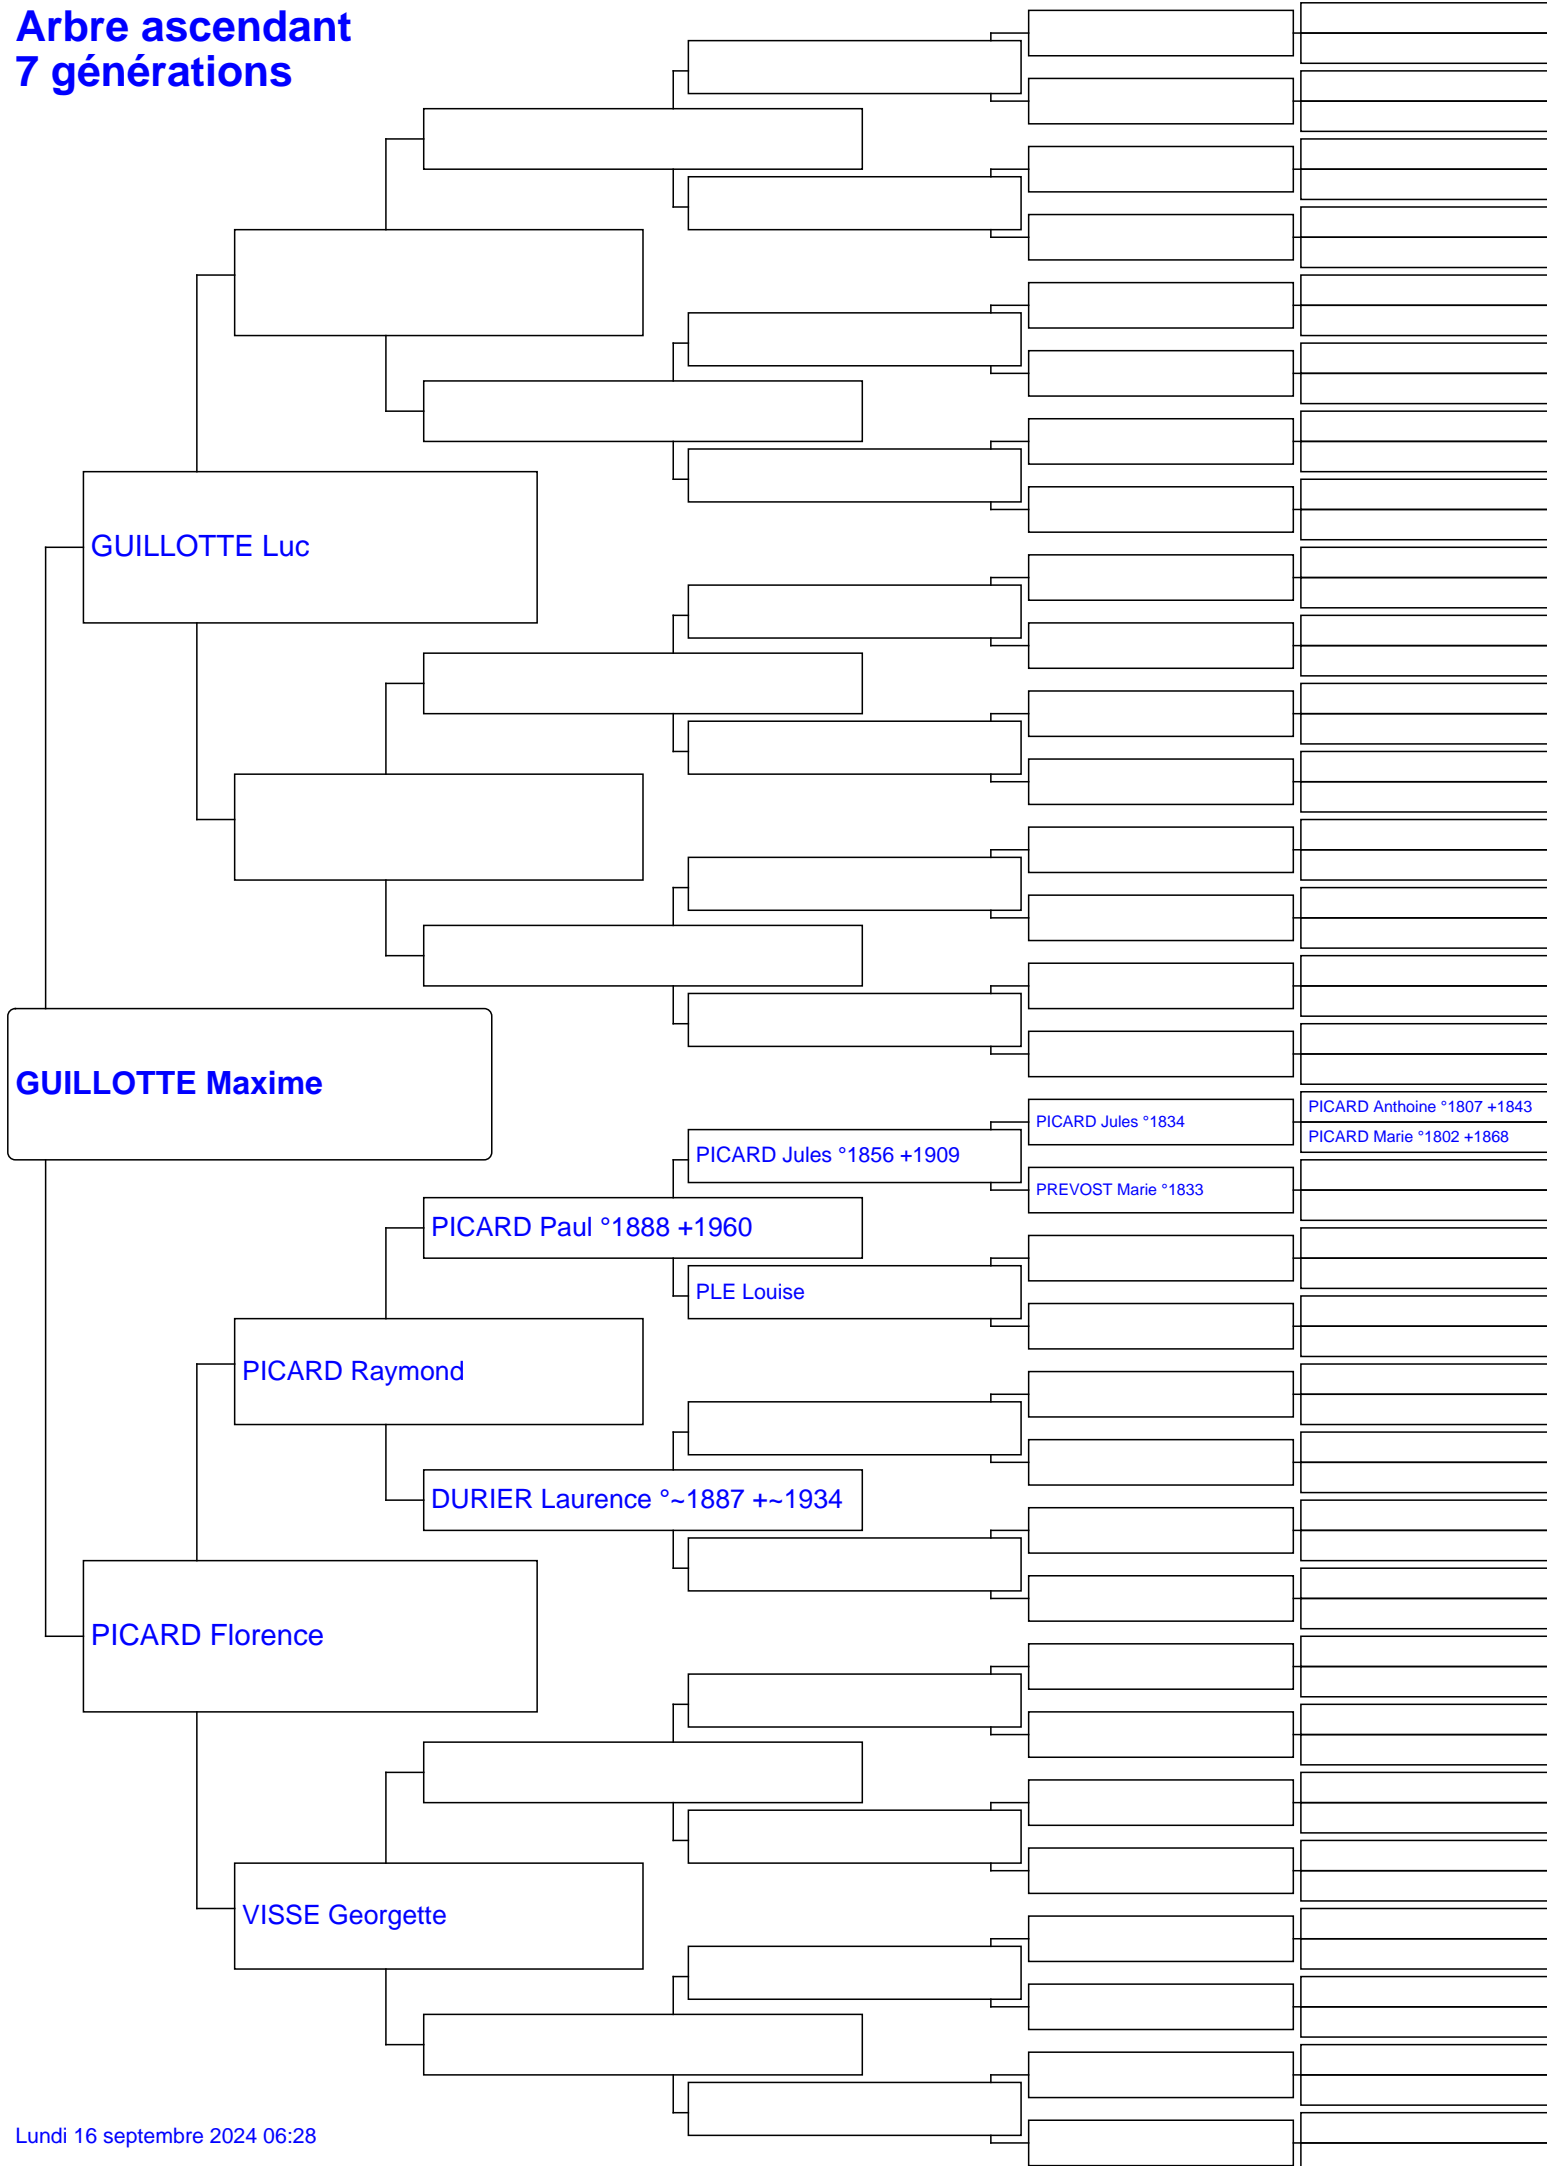 Arbre ascendant
7 générations
GUILLOTTE Luc
GUILLOTTE Maxime
PICARD Anthoine °1807 +1843
PICARD Jules °1834
PICARD Marie °1802 +1868
PICARD Jules °1856 +1909
PREVOST Marie °1833
PICARD Paul °1888 +1960
PLE Louise
PICARD Raymond
DURIER Laurence °~1887 +~1934
PICARD Florence
VISSE Georgette
Lundi 16 septembre 2024 06:28